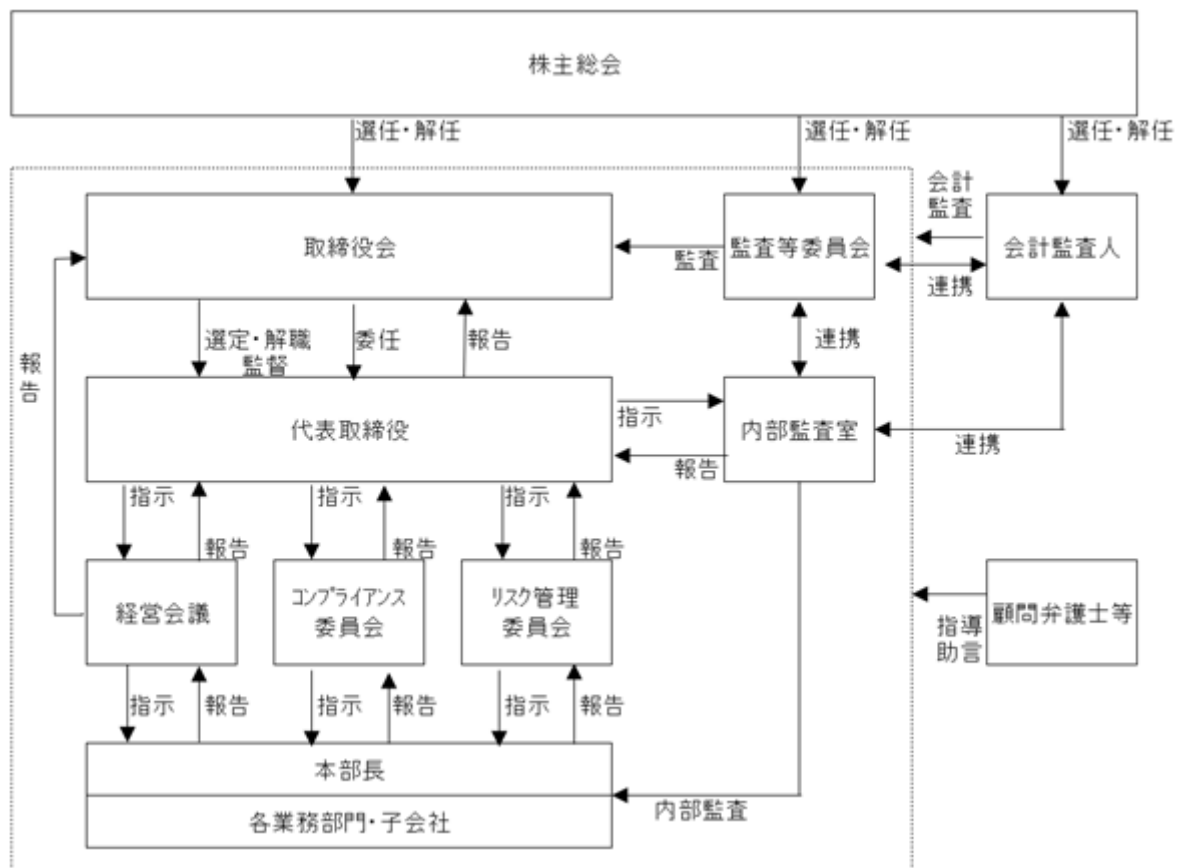 株主総会
選任・解任
選任・解任
選任・解任
取締役会
監査
監査等委員会
会計
監査
連携
会計監査人
報
告
選定・解職
監督
委任
報告
連携
代表取締役
指示
報告
内部監査室
連携
指示
報告
指示
報告
指示
報告
経営会議
コンプライアンス
委員会
リスク管理
委員会
指導
助言
顧問弁護士等
指示
報告
指示
報告
指示
報告
本部長
内部監査
各業務部門・子会社